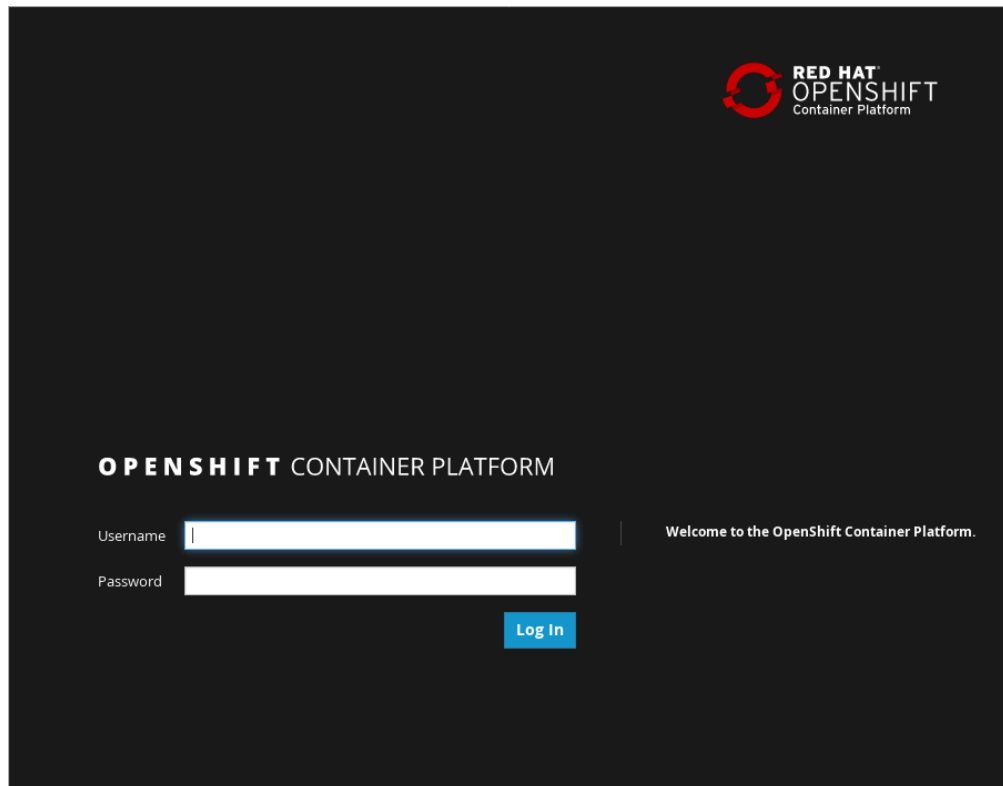 RED HAT®
OPENSHIFT
Container Platform
OPENSHIFT CONTAINER PLATFORM
Username
Welcome to the OpenShift Container Platform.
Password
Log In